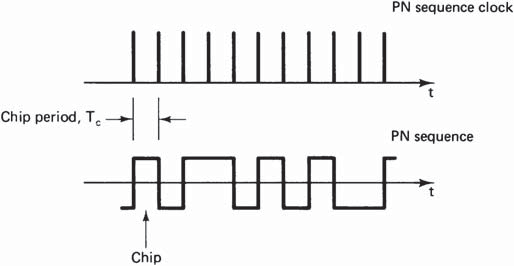 PN sequence clock
t
Chip period, T_c
PN sequence
t
Chip